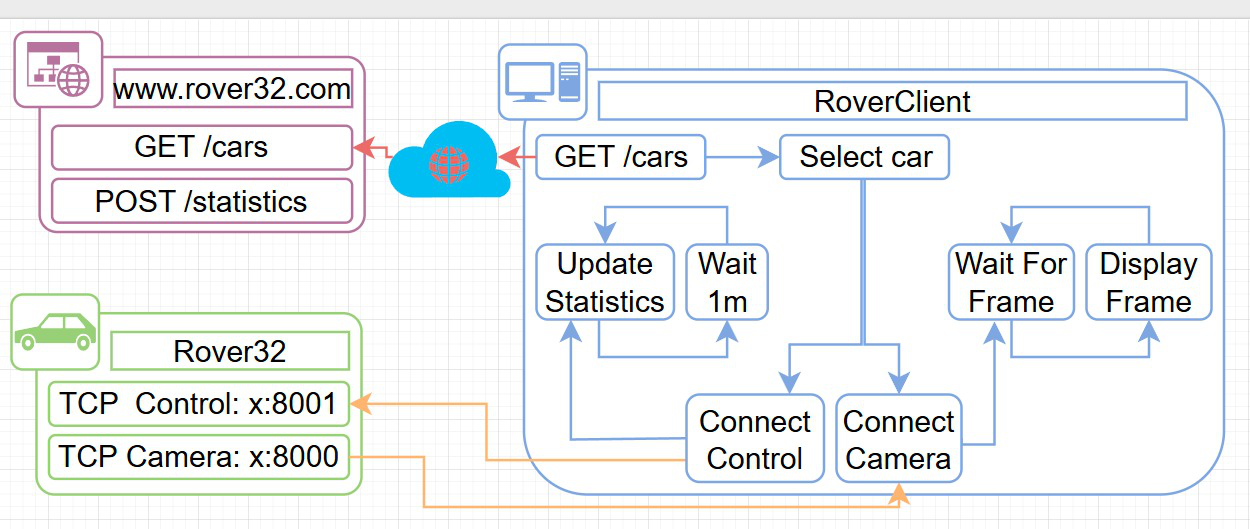 www.rover32.com
GET /cars
POST /statistics
RoverClient
GET /cars
Select car
Update
Statistics
Wait
1m
Wait For
Frame
Display
Frame
Connect
Control
Connect
Camera
Rover32
TCP  Control: x:8001
TCP Camera: x:8000